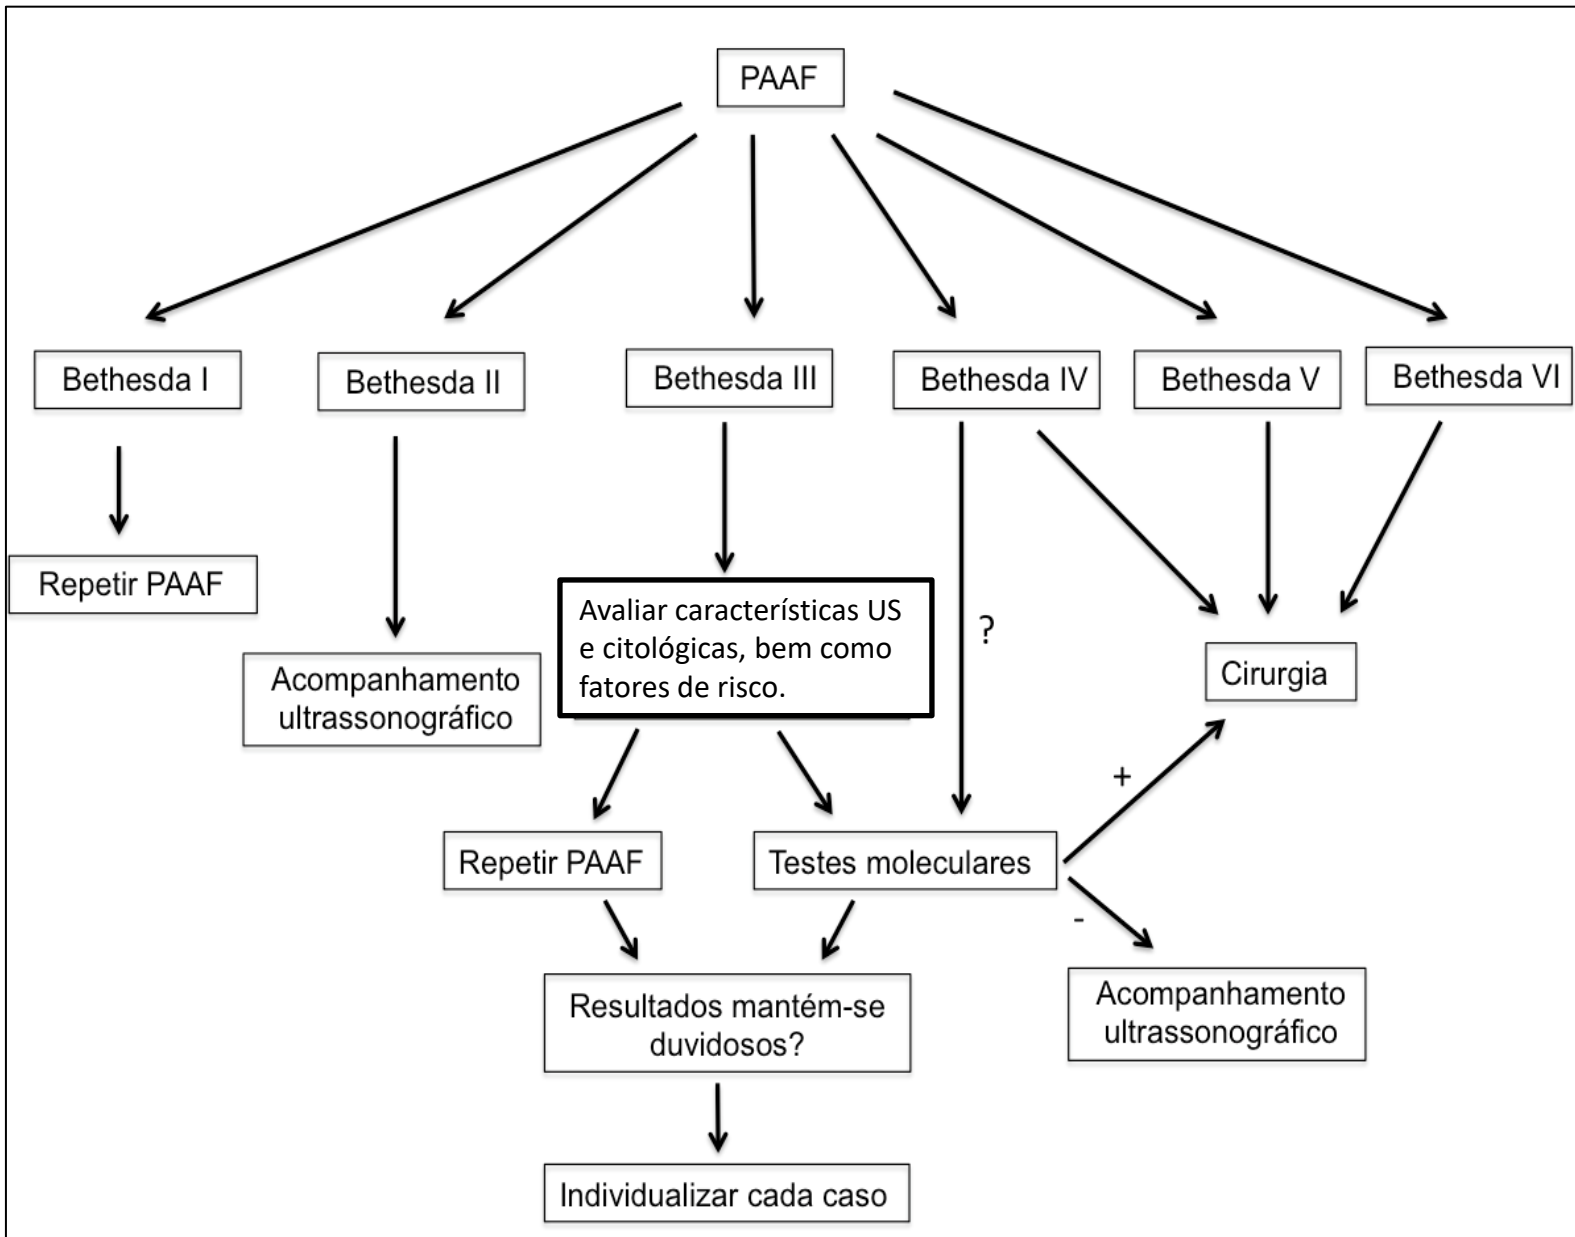 PAAF
Bethesda I
Bethesda II
Bethesda III
Bethesda IV
Bethesda V
Bethesda VI
Repetir PAAF
Avaliar característícas US
e citológicas, bem como
fatores de risco.
?
Acompanhamento
ultrassonográfico
Cirurgia
+
Repetir PAAF
Testes moleculares
-
Resultados mantém-se
duvidosos?
Acompanhamento
ultrassonográfico
Individualizar cada caso